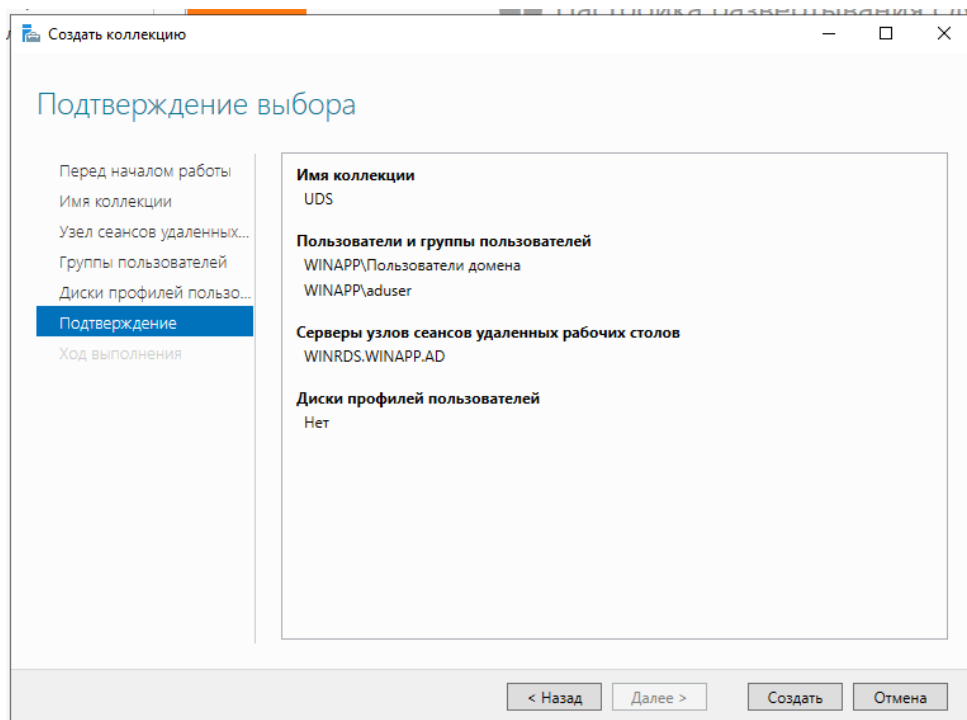 Настройка развертывания
Создать коллекцию
Подтверждение выбора
Перед началом работы
Имя коллекции
Узел сеансов удаленных...
Группы пользователей
Диски профилей пользо...
Подтверждение
Ход выполнения
Имя коллекции
UDS
Пользователи и группы пользователей
WINAPP\Пользователи домена
WINAPP\aduser
Серверы узлов сеансов удаленных рабочих столов
WINRDS.WINAPP.AD
Диски профилей пользователей
Нет
< Назад
Далее >
Создать
Отмена